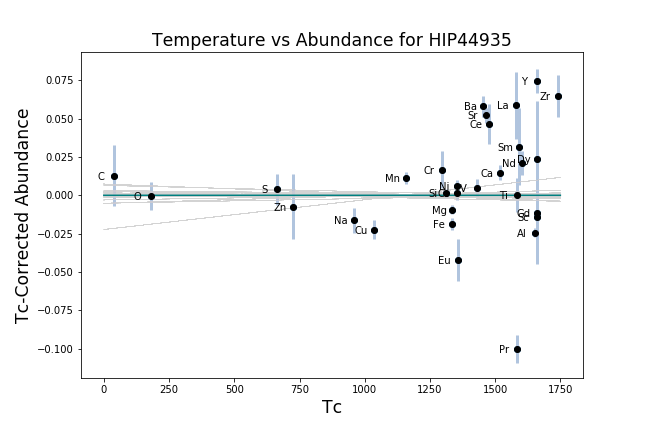 Temperature vs Abundance for HIP44935
Tc-Corrected Abundance
0.075
0.050
0.025
0.000
−0.025
−0.050
−0.075
−0.100
Y
Zr
Ba
La
Sr
Ce
Sm
Dy
Nd
Cr
Ca
C
Mn
Ni
V
S
Si
Ti
O
Zn
Mg
Gd
Sc
Na
Fe
Cu
Al
Eu
Pr
0
250
500
750
1000
1250
1500
1750
Tc